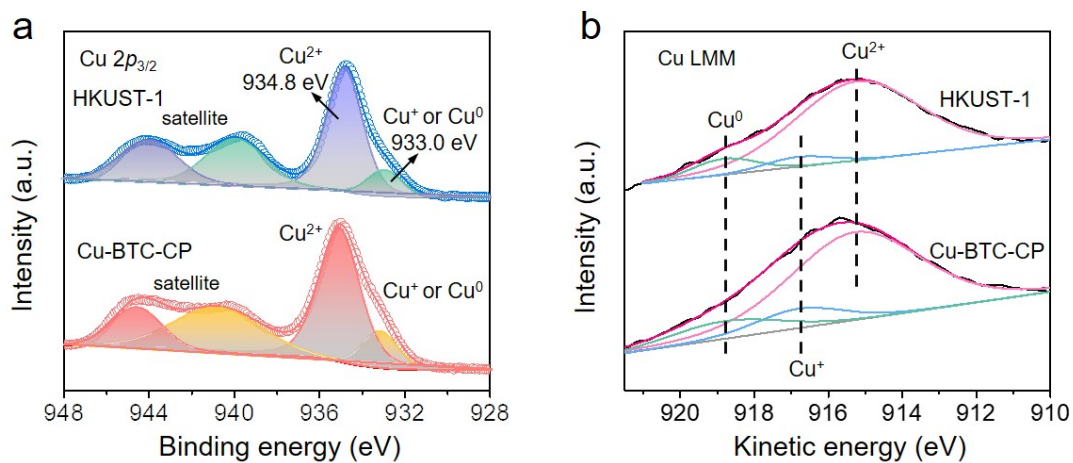 a
Cu 2p3/2
HKUST-1
satellite
Cu2+
934.8 eV
Cu+ or Cu0
933.0 eV
Cu-BTC-CP
satellite
Cu2+
Cu+ or Cu0
Intensity (a.u.)
948 944 940 936 932 928
Binding energy (eV)
b
Cu LMM
Cu2+
HKUST-1
Cu0
Cu-BTC-CP
Cu+
Intensity (a.u.)
920 918 916 914 912 910
Kinetic energy (eV)